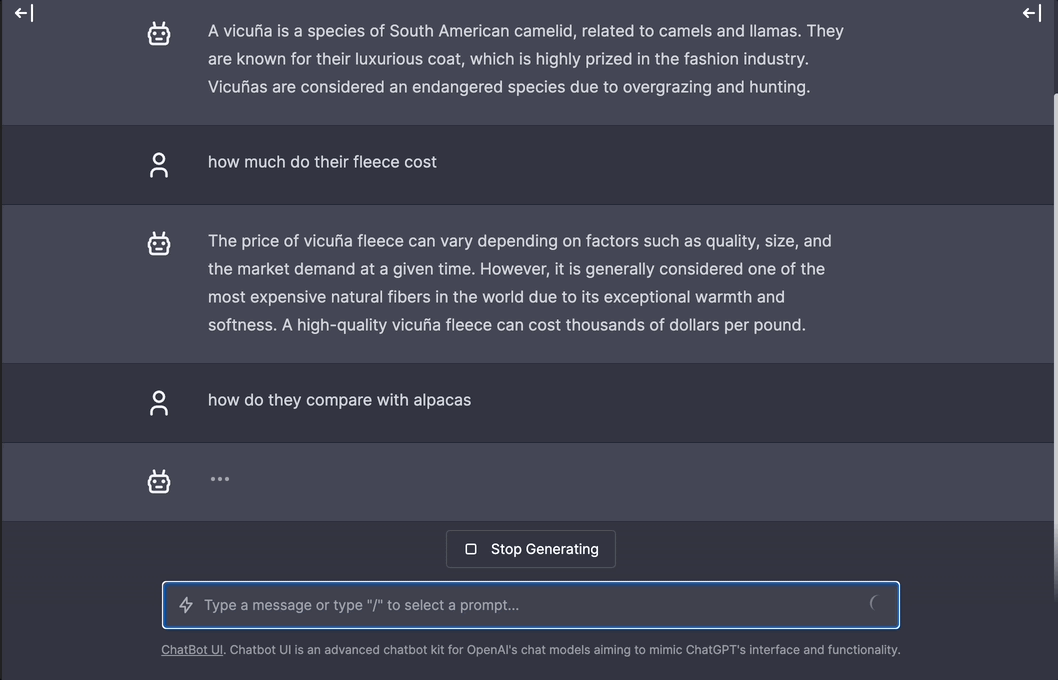 A vicuña is a species of South American camelid, related to camels and llamas. They
are known for their luxurious coat, which is highly prized in the fashion industry.
Vicuñas are considered an endangered species due to overgrazing and hunting.
how much do their fleece cost
The price of vicuña fleece can vary depending on factors such as quality, size, and
the market demand at a given time. However, it is generally considered one of the
most expensive natural fibers in the world due to its exceptional warmth and
softness. A high-quality vicuña fleece can cost thousands of dollars per pound.
how do they compare with alpacas
...
Stop Generating
Type a message or type "/" to select a prompt...
ChatBot UI. Chatbot UI is an advanced chatbot kit for OpenAI's chat models aiming to mimic ChatGPT's interface and functionality.